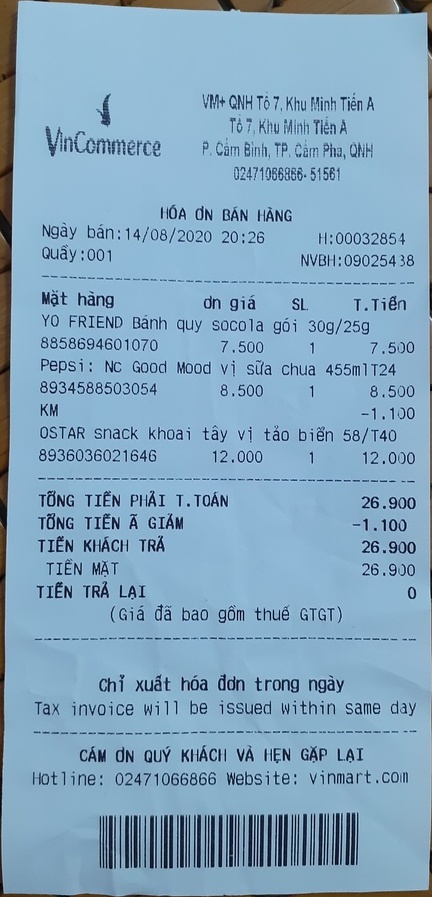 VinCommerce
VM+ QNH Tổ 7, Khu Minh Tiến A
Tổ 7, Khu Minh Tiến A
P. Cẩm Bình, TP. Cẩm Phả, QNH
02471066866-51561
HÓA ƠN BÁN HÀNG
Ngày bán:14/08/2020 20:26 H:00032854
Quầy:001 NVBH:09025438
Mặt hàng ơn giá SL T.Tiền
YO FRIEND Bánh quy socola gói 30g/25g
8858694601070 7.500 1 7.500
Pepsi: NC Good Mood vị sữa chua 455mlT24
8934588503054 8.500 1 8.500
KM -1.100
OSTAR snack khoai tây vị tảo biển 58/T40
8936036021646 12.000 1 12.000
TỔNG TIỀN PHẢI T.TOÁN 26.900
TỔNG TIỀN Ã GIẢM -1.100
TIỀN KHÁCH TRẢ 26.900
TIỀN MẶT 26.900
TIỀN TRẢ LẠI 0
(Giá đã bao gồm thuế GTGT)
Chỉ xuất hóa đơn trong ngày
Tax invoice will be issued within same day
CÁM ƠN QUÝ KHÁCH VÀ HẸN GẶP LẠI
Hotline: 02471066866 Website: vinmart.com